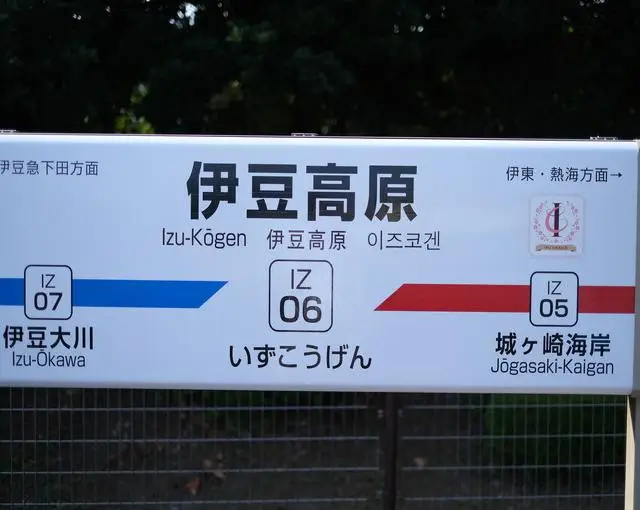 伊豆急下田方面
伊豆高原
伊東・熱海方面→
Izu-Kōgen 伊豆高原 이즈코겐
IZ
07
IZ
06
IZ
05
伊豆大川
Izu-Ōkawa
いずこうげん
城ヶ崎海岸
Jōgasaki-Kaigan